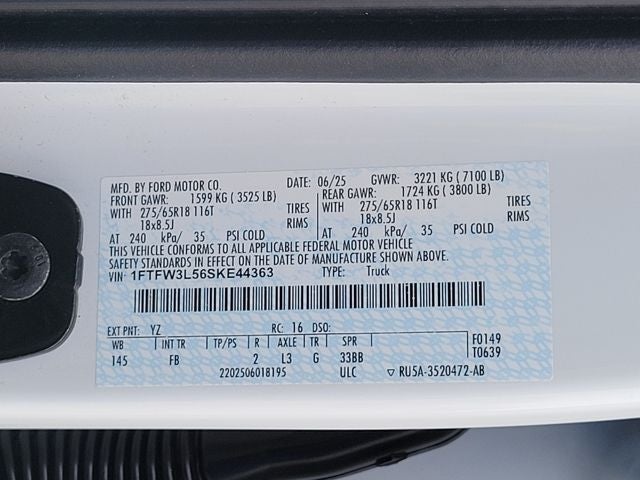 MFD. BY FORD MOTOR CO. DATE: 06/25 GVWR: 3221 KG ( 7100 LB)
FRONT GAWR: 1599 KG ( 3525 LB) REAR GAWR: 1724 KG ( 3800 LB)
WITH 275/65R18 116T TIRES WITH 275/65R18 116T TIRES
18x8.5J RIMS 18x8.5J RIMS
AT 240 kPa/ 35 PSI COLD AT 240 kPa/ 35 PSI COLD
THIS VEHICLE CONFORMS TO ALL APPLICABLE FEDERAL MOTOR VEHICLE
SAFETY STANDARDS IN EFFECT ON THE DATE OF MANUFACTURE SHOWN ABOVE.
VIN: 1FTFW3L56SKE44363 TYPE: Truck
EXT PNT: YZ RC: 16 DSO:
WB INT TR TP/PS R AXLE TR SPR F0149
145 FB 2 L3 G 33BB T0639
2202506018195 ULC ▽ RU5A-3520472-AB